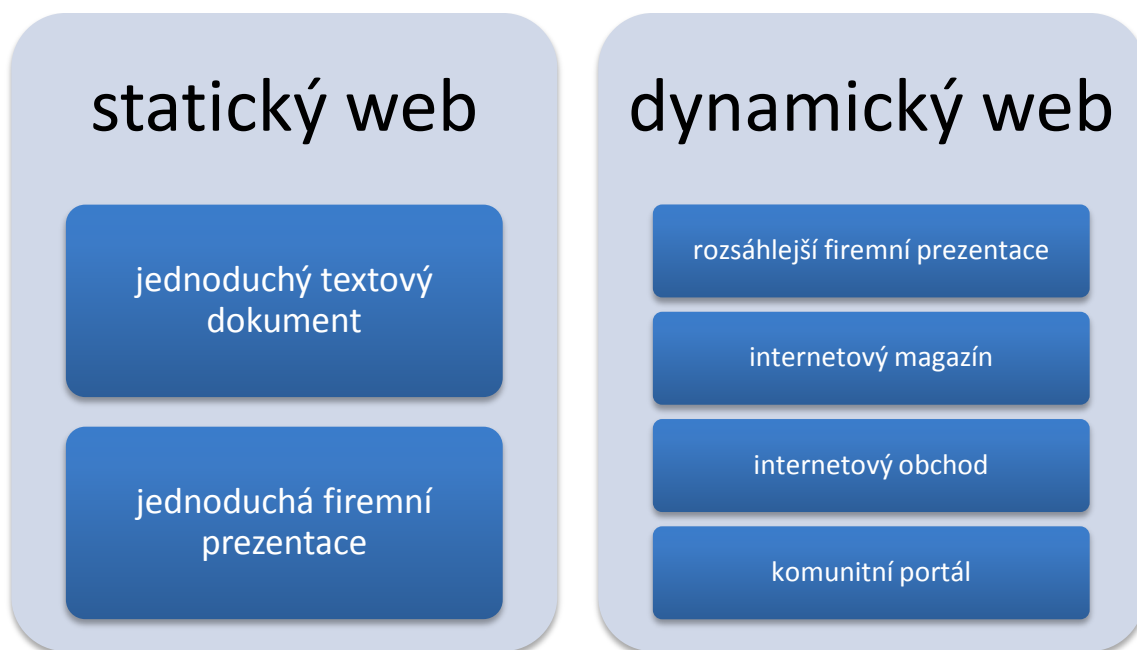 statický web
jednoduchý textový
dokument
jednoduchá firemní
prezentace
dynamický web
rozsáhlejší firemní prezentace
internetový magazín
internetový obchod
komunitní portál